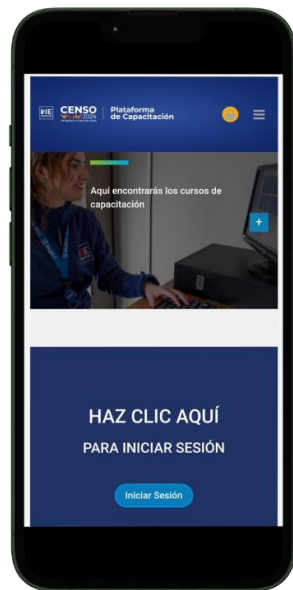 INE
CENSO
2024
Plataforma
de Capacitación
Aquí encontrarás los cursos de
capacitación
+
HAZ CLIC AQUÍ
PARA INICIAR SESIÓN
Iniciar Sesión